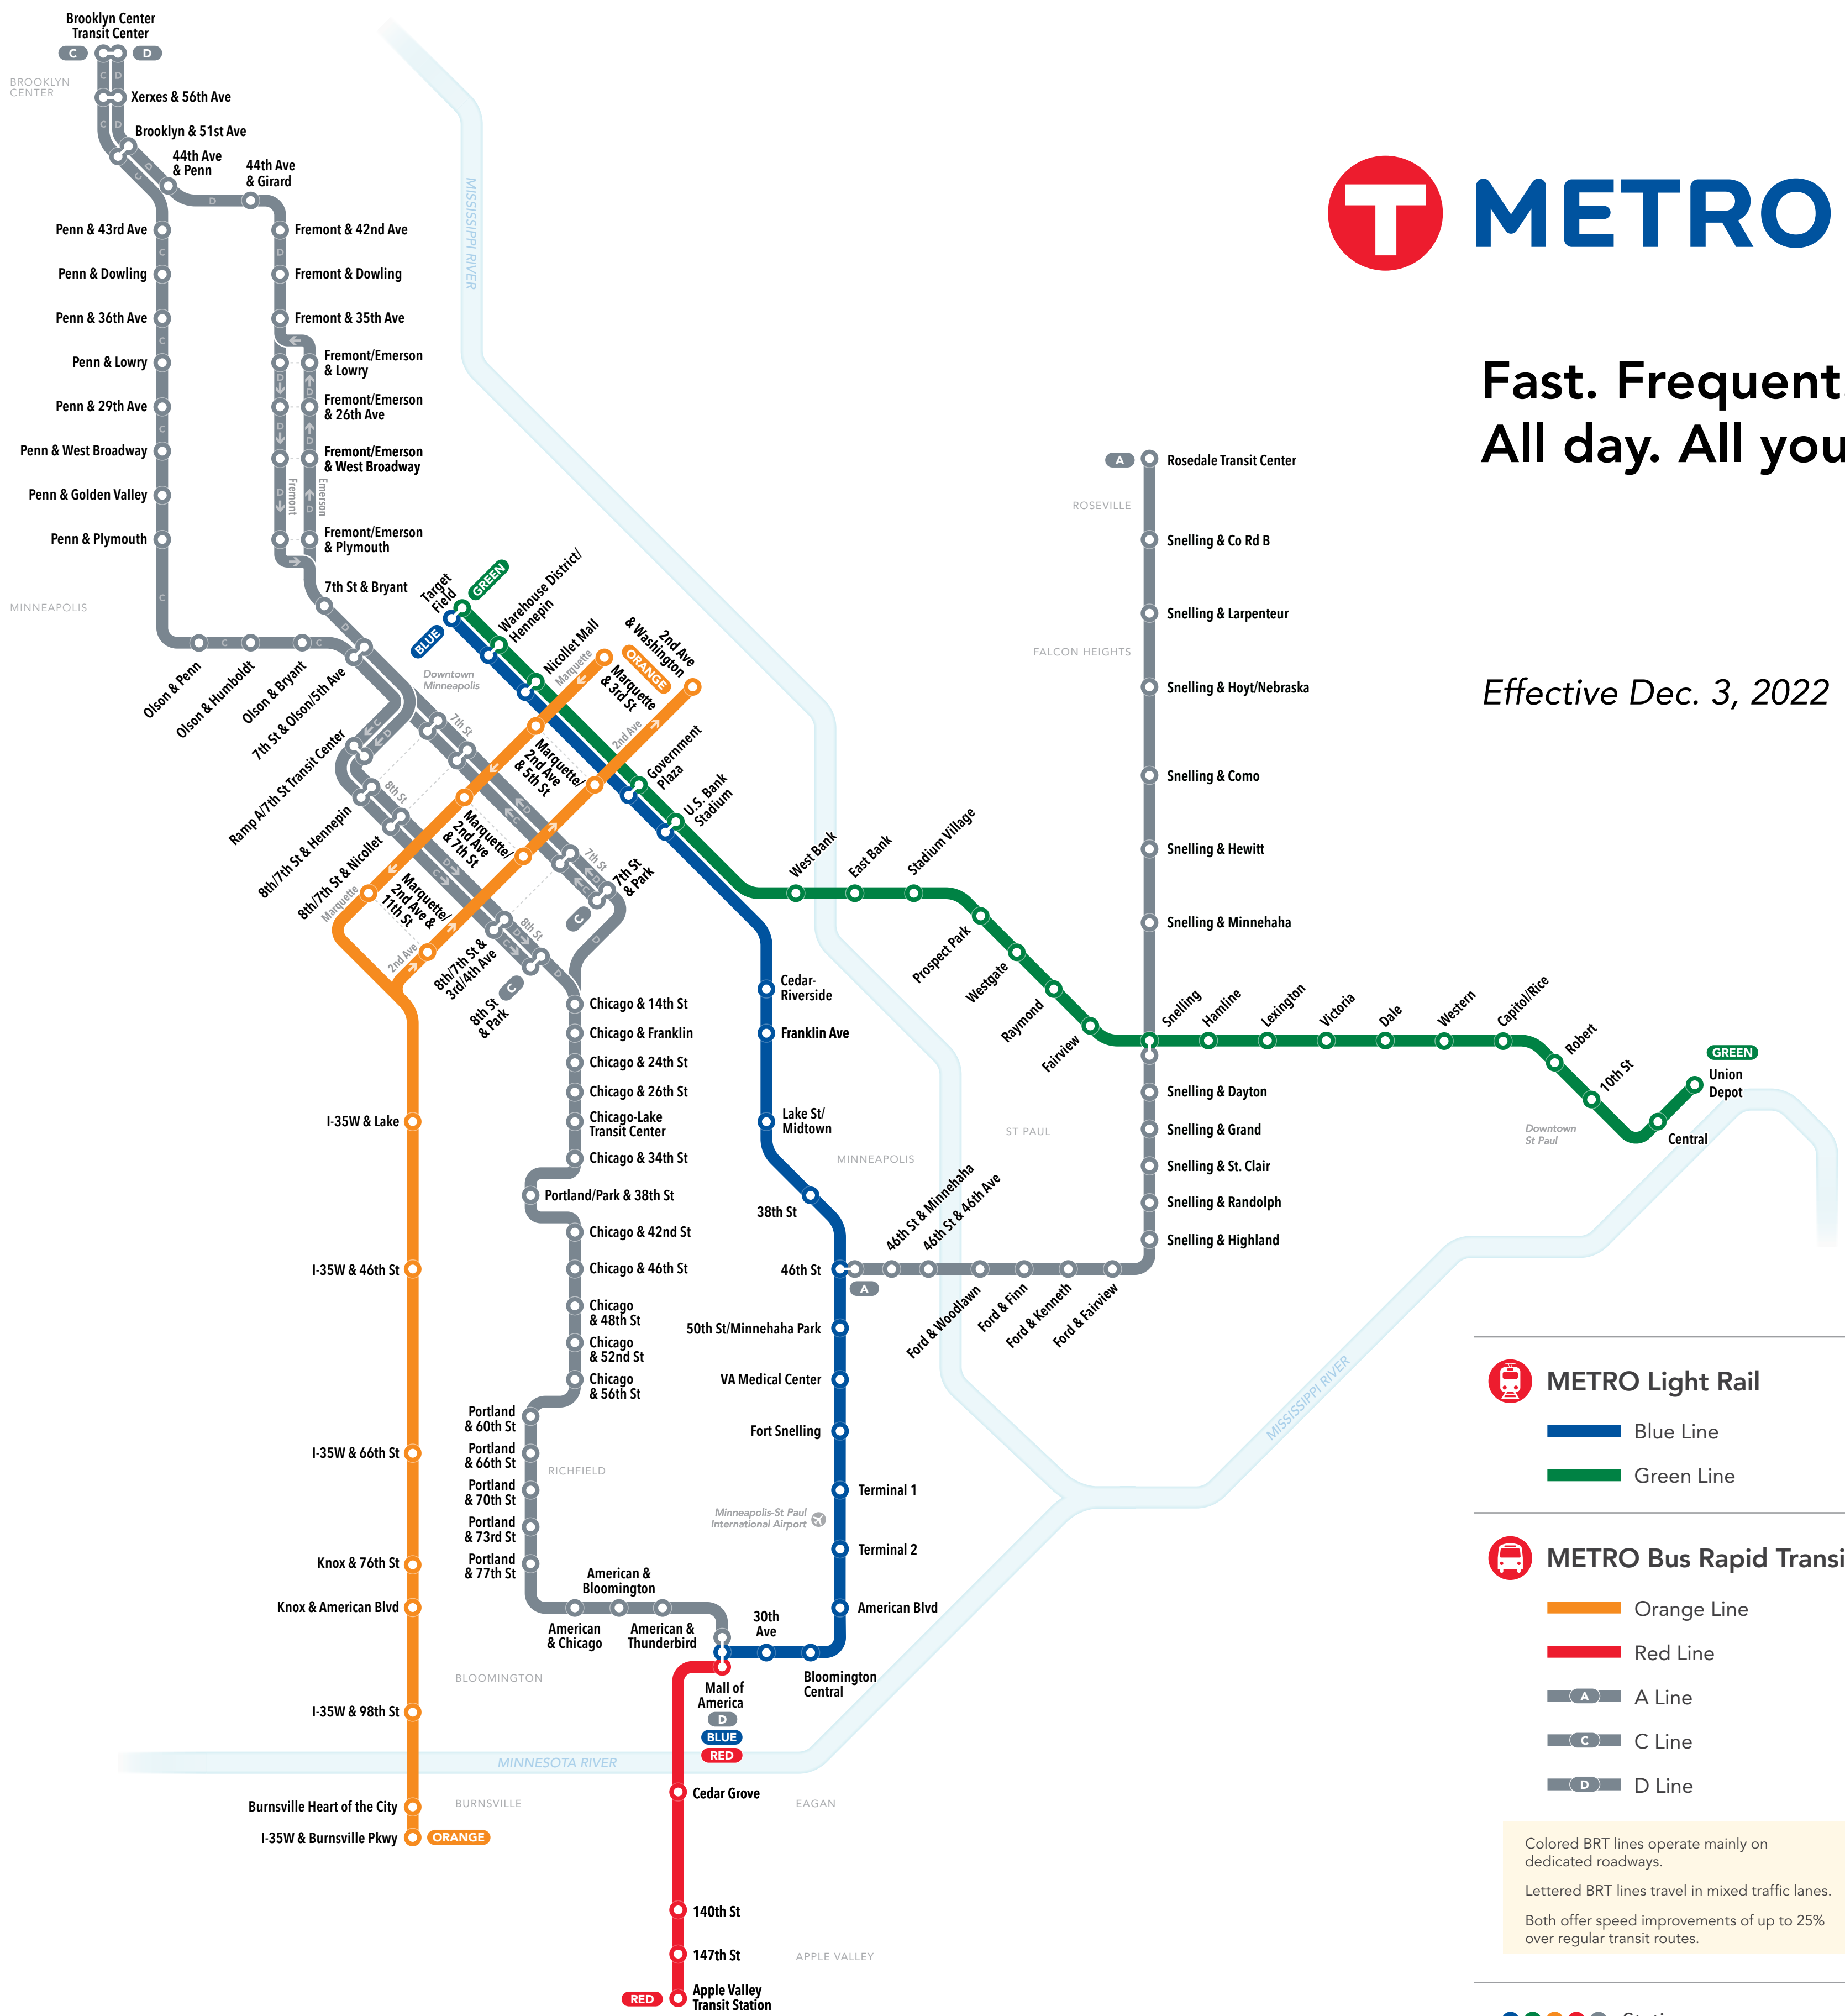 Brooklyn Center
Transit Center
C
D
BROOKLYN
CENTER
C
D
Xerxes & 56th Ave
C
D
Brooklyn & 51st Ave
D
C
44th Ave
& Penn
44th Ave
& Girard
D
Penn & 43rd Ave
C
Penn & Dowling
Penn & 36th Ave
C
Penn & Lowry
Penn & 29th Ave
C
Penn & West Broadway
Penn & Golden Valley
Penn & Plymouth
C
MINNEAPOLIS
Fremont & 42nd Ave
D
Fremont & Dowling
Fremont & 35th Ave
Fremont/Emerson
& Lowry
D
D
Fremont/Emerson
& 26th Ave
D
D
Fremont/Emerson
& West Broadway
Fremont
Emerson
D
D
Fremont/Emerson
& Plymouth
7th St & Bryant
D
Olson & Penn
C
Olson & Humboldt
C
Olson & Bryant
7th St & Olson/5th Ave
C
D
Ramp A/7th St Transit Center
8th/7th St & Hennepin
8th/7th St & Nicollet
7th St
8th St
D
C
D
C
8th/7th St &
3rd/4th Ave
8th St
D
C
8th St
& Park
C
7th St
D
C
7th St
& Park
C
D
D
MISSISSIPPI RIVER
Target
Field
GREEN
BLUE
Warehouse District/
Hennepin
Nicollet Mall
Downtown
Minneapolis
Marquette
Marquette
& 3rd St
ORANGE
2nd Ave
& Washington
2nd Ave
Marquette/
2nd Ave
& 5th St
Marquette/
2nd Ave
& 7th St
Marquette/
2nd Ave &
11th St
Marquette
2nd Ave
Government
Plaza
U.S. Bank
Stadium
West Bank
East Bank
Stadium Village
Prospect Park
Westgate
Raymond
Fairview
Snelling
Hamline
Lexington
Victoria
Dale
Western
Capitol/Rice
Robert
10th St
Central
Downtown
St Paul
GREEN
Union
Depot
A
Rosedale Transit Center
ROSEVILLE
Snelling & Co Rd B
Snelling & Larpenteur
FALCON HEIGHTS
Snelling & Hoyt/Nebraska
Snelling & Como
Snelling & Hewitt
Snelling & Minnehaha
Snelling & Dayton
Snelling & Grand
ST PAUL
Snelling & St. Clair
Snelling & Randolph
Snelling & Highland
Ford & Fairview
Ford & Kenneth
Ford & Finn
Ford & Woodlawn
46th St & 46th Ave
46th St & Minnehaha
A
Cedar-
Riverside
Franklin Ave
Lake St/
Midtown
MINNEAPOLIS
38th St
46th St
50th St/Minnehaha Park
VA Medical Center
Fort Snelling
Terminal 1
Minneapolis-St Paul
International Airport
Terminal 2
American Blvd
Bloomington
Central
30th
Ave
Mall of
America
D
BLUE
RED
Chicago & 14th St
Chicago & Franklin
Chicago & 24th St
Chicago & 26th St
Chicago-Lake
Transit Center
Chicago & 34th St
Portland/Park & 38th St
Chicago & 42nd St
Chicago & 46th St
Chicago
& 48th St
Chicago
& 52nd St
Chicago
& 56th St
Portland
& 60th St
Portland
& 66th St
RICHFIELD
Portland
& 70th St
Portland
& 73rd St
Portland
& 77th St
American
& Chicago
American &
Bloomington
American &
Thunderbird
BLOOMINGTON
I-35W & Lake
I-35W & 46th St
I-35W & 66th St
Knox & 76th St
Knox & American Blvd
I-35W & 98th St
MINNESOTA RIVER
Burnsville Heart of the City
BURNSVILLE
I-35W & Burnsville Pkwy
ORANGE
Cedar Grove
EAGAN
140th St
147th St
APPLE VALLEY
RED
Apple Valley
Transit Station
MISSISSIPPI RIVER
T METRO
Fast. Frequent
All day. All you
Effective Dec. 3, 2022
METRO Light Rail
Blue Line
Green Line
METRO Bus Rapid Transi
Orange Line
Red Line
A
A Line
C
C Line
D
D Line
Colored BRT lines operate mainly on
dedicated roadways.
Lettered BRT lines travel in mixed traffic lanes.
Both offer speed improvements of up to 25%
over regular transit routes.